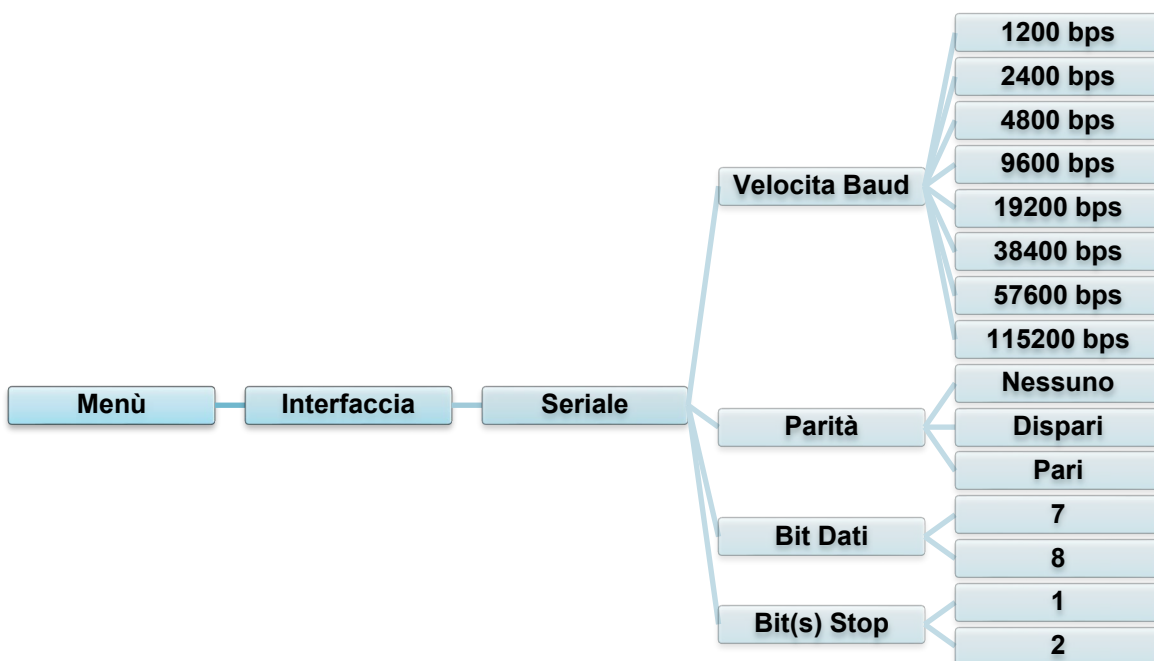 1200 bps
2400 bps
4800 bps
9600 bps
Velocita Baud
19200 bps
38400 bps
57600 bps
115200 bps
Menù
Interfaccia
Seriale
Nessuno
Parità
Dispari
Pari
Bit Dati
7
8
Bit(s) Stop
1
2